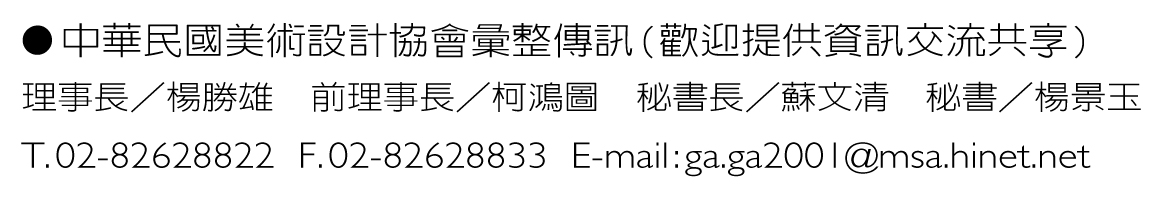 ●中華民國美術設計協會彙整傳訊(歡迎提供資訊交流共享)
理事長／楊勝雄　前理事長／柯鴻圖　秘書長／蘇文清　秘書／楊景玉
T.02-82628822 F.02-82628833 E-mail:ga.ga2001@msa.hinet.net